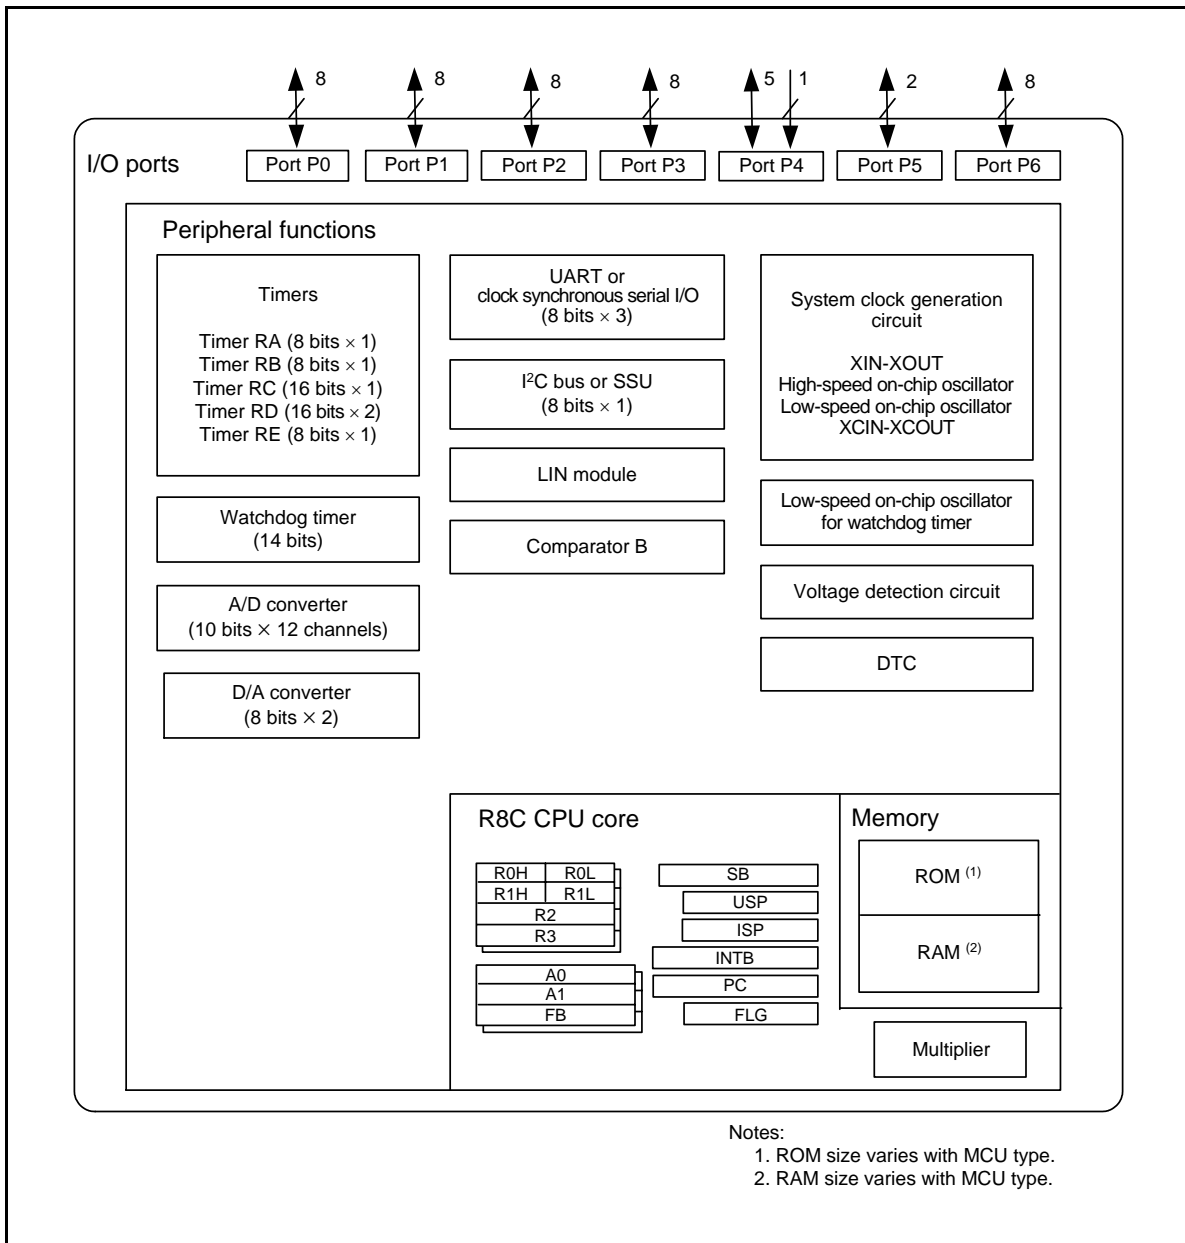 8 8 8 8 5 1 2 8
I/O ports
Port P0 Port P1 Port P2 Port P3 Port P4 Port P5 Port P6
Peripheral functions
Timers
Timer RA (8 bits × 1)
Timer RB (8 bits × 1)
Timer RC (16 bits × 1)
Timer RD (16 bits × 2)
Timer RE (8 bits × 1)
Watchdog timer
(14 bits)
A/D converter
(10 bits × 12 channels)
D/A converter
(8 bits × 2)
UART or
clock synchronous serial I/O
(8 bits × 3)
I²C bus or SSU
(8 bits × 1)
LIN module
Comparator B
System clock generation
circuit
XIN-XOUT
High-speed on-chip oscillator
Low-speed on-chip oscillator
XCIN-XCOUT
Low-speed on-chip oscillator
for watchdog timer
Voltage detection circuit
DTC
R8C CPU core
R0H R0L
R1H R1L
R2
R3
A0
A1
FB
SB
USP
ISP
INTB
PC
FLG
Memory
ROM (1)
RAM (2)
Multiplier
Notes:
1. ROM size varies with MCU type.
2. RAM size varies with MCU type.